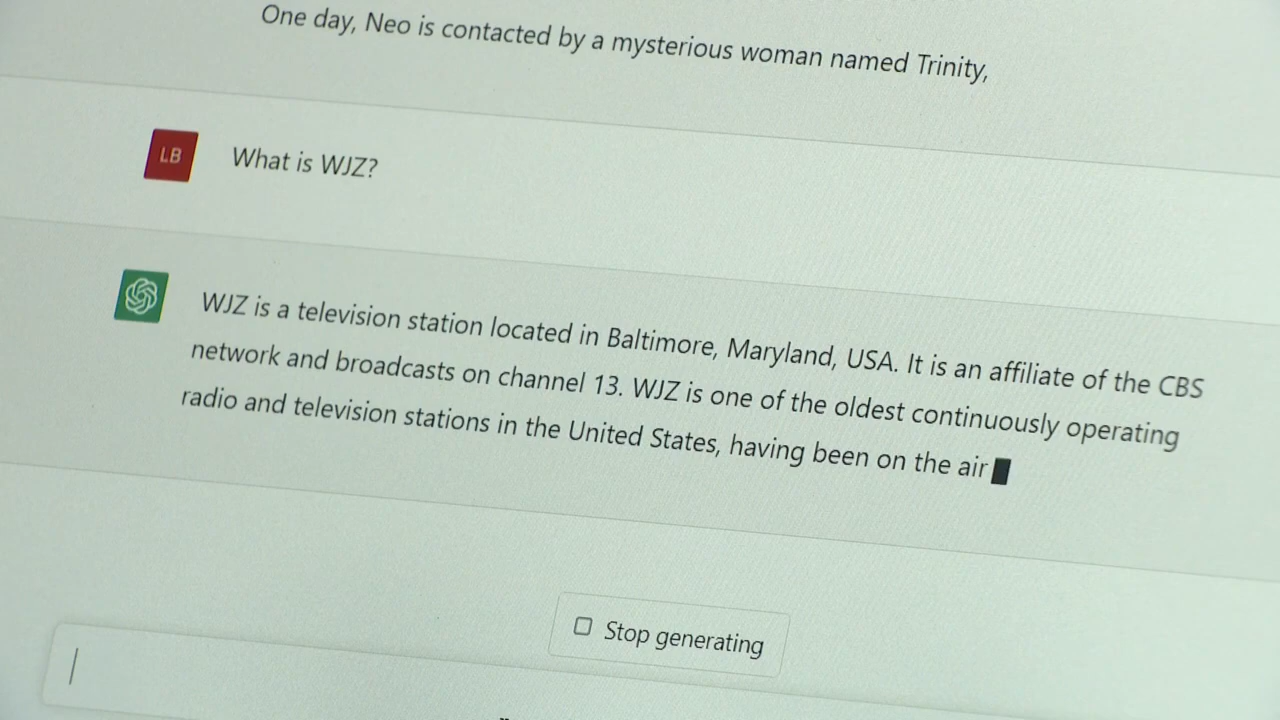 One day, Neo is contacted by a mysterious woman named Trinity,
LB
What is WJZ?
WJZ is a television station located in Baltimore, Maryland, USA. It is an affiliate of the CBS
network and broadcasts on channel 13. WJZ is one of the oldest continuously operating
radio and television stations in the United States, having been on the air
Stop generating